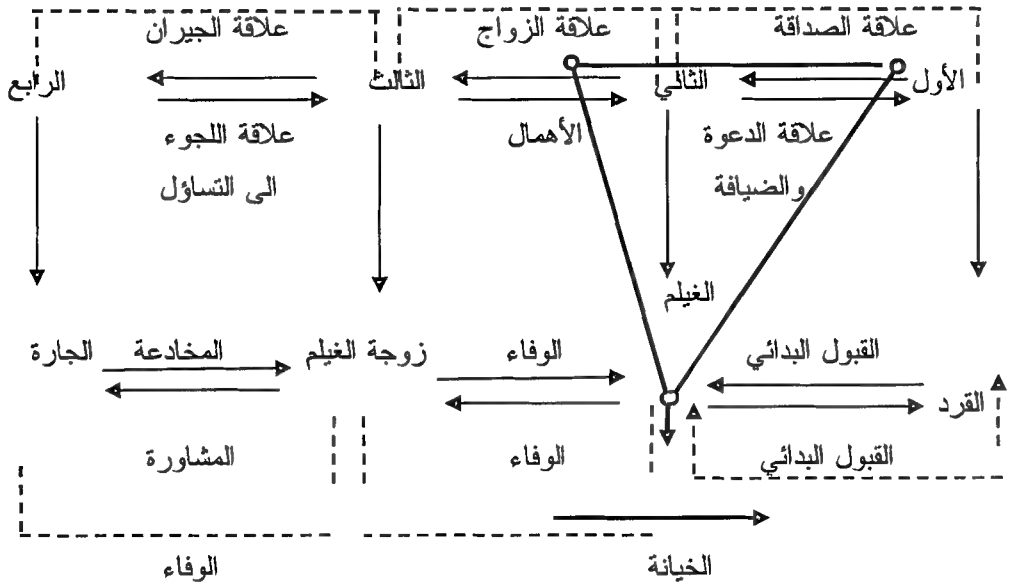 علاقة الصداقة علاقة الزواج علاقة الجيران
الأول الثاني الثالث الرابع
علاقة الدعوة الأهمال علاقة اللجوء
والضيافة الى التساؤل
الغيلم
القبول البدائي الوفاء زوجة الغيلم المخادعة الجارة
القرد
القبول البدائي الوفاء المشاورة
الخيانة الوفاء